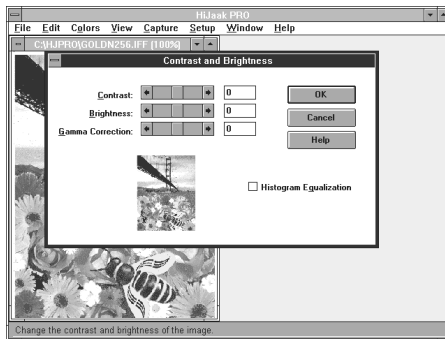 HiJaak PRO
File Edit Colors View Capture Setup Window Help
C:\HJPRO\GOLDN256.IFF (100%)
Contrast and Brightness
Contrast: 0
OK
Brightness: 0
Cancel
Gamma Correction: 0
Help
Histogram Equalization
Change the contrast and brightness of the image.